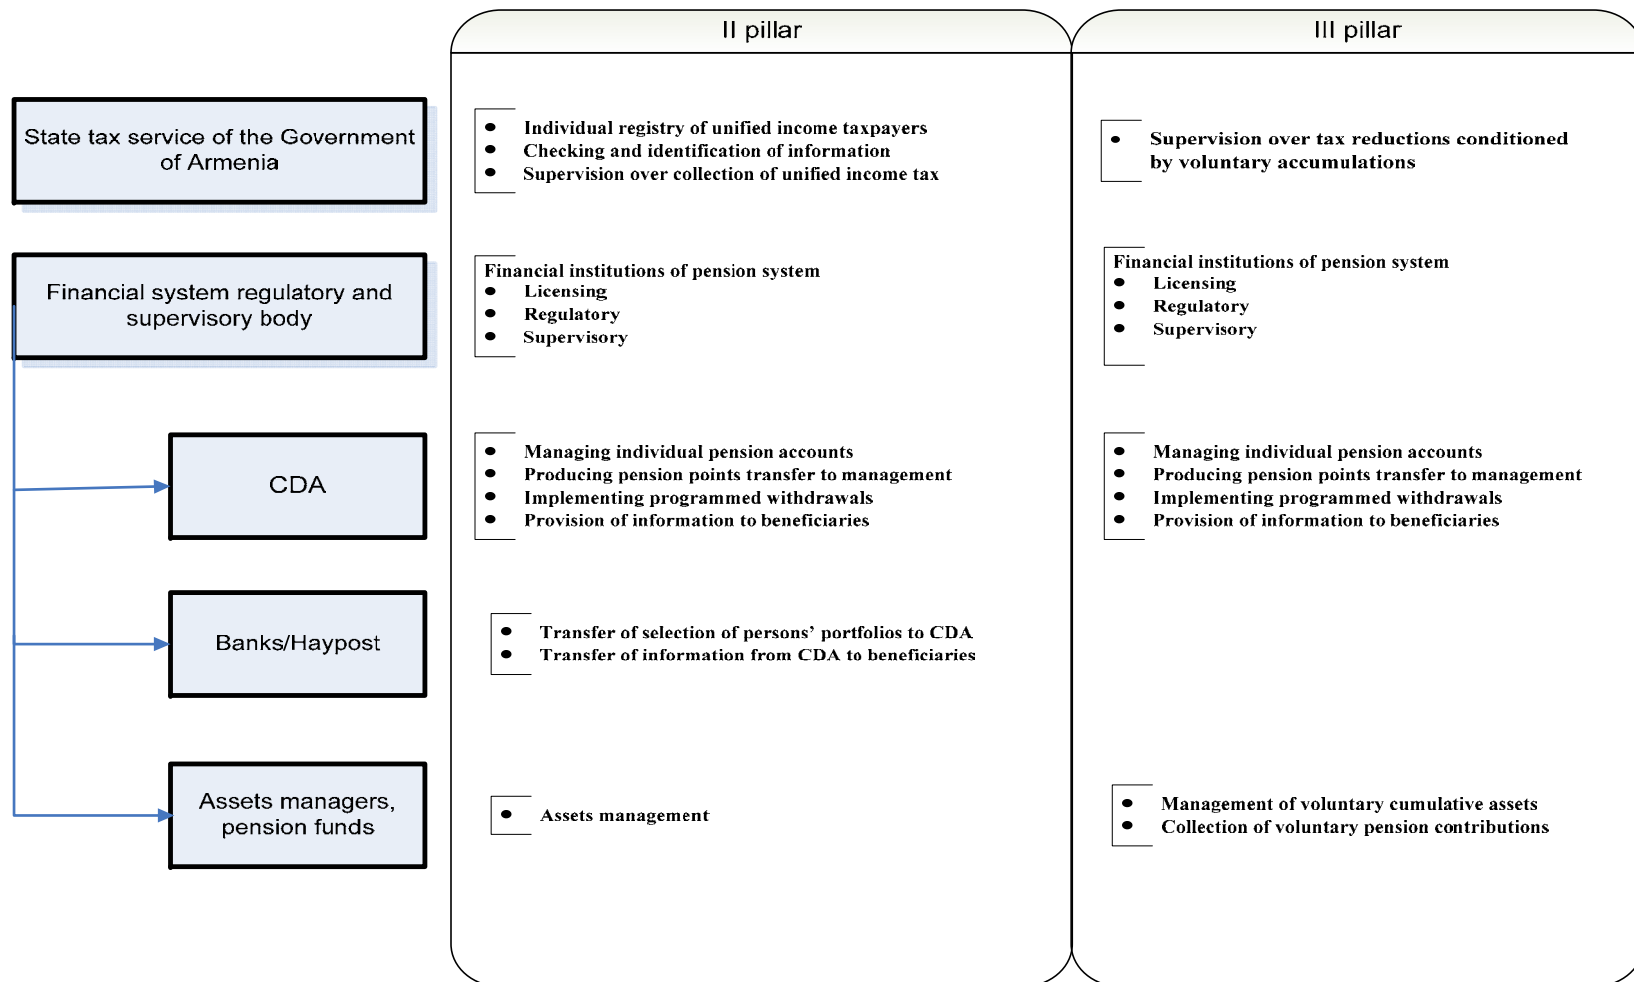 II pillar
III pillar
State tax service of the Government
of Armenia
● Individual registry of unified income taxpayers
● Checking and identification of information
● Supervision over collection of unified income tax
● Supervision over tax reductions conditioned
by voluntary accumulations
Financial system regulatory and
supervisory body
Financial institutions of pension system
● Licensing
● Regulatory
● Supervisory
Financial institutions of pension system
● Licensing
● Regulatory
● Supervisory
CDA
● Managing individual pension accounts
● Producing pension points transfer to management
● Implementing programmed withdrawals
● Provision of information to beneficiaries
● Managing individual pension accounts
● Producing pension points transfer to management
● Implementing programmed withdrawals
● Provision of information to beneficiaries
Banks/Haypost
● Transfer of selection of persons’ portfolios to CDA
● Transfer of information from CDA to beneficiaries
Assets managers,
pension funds
● Assets management
● Management of voluntary cumulative assets
● Collection of voluntary pension contributions